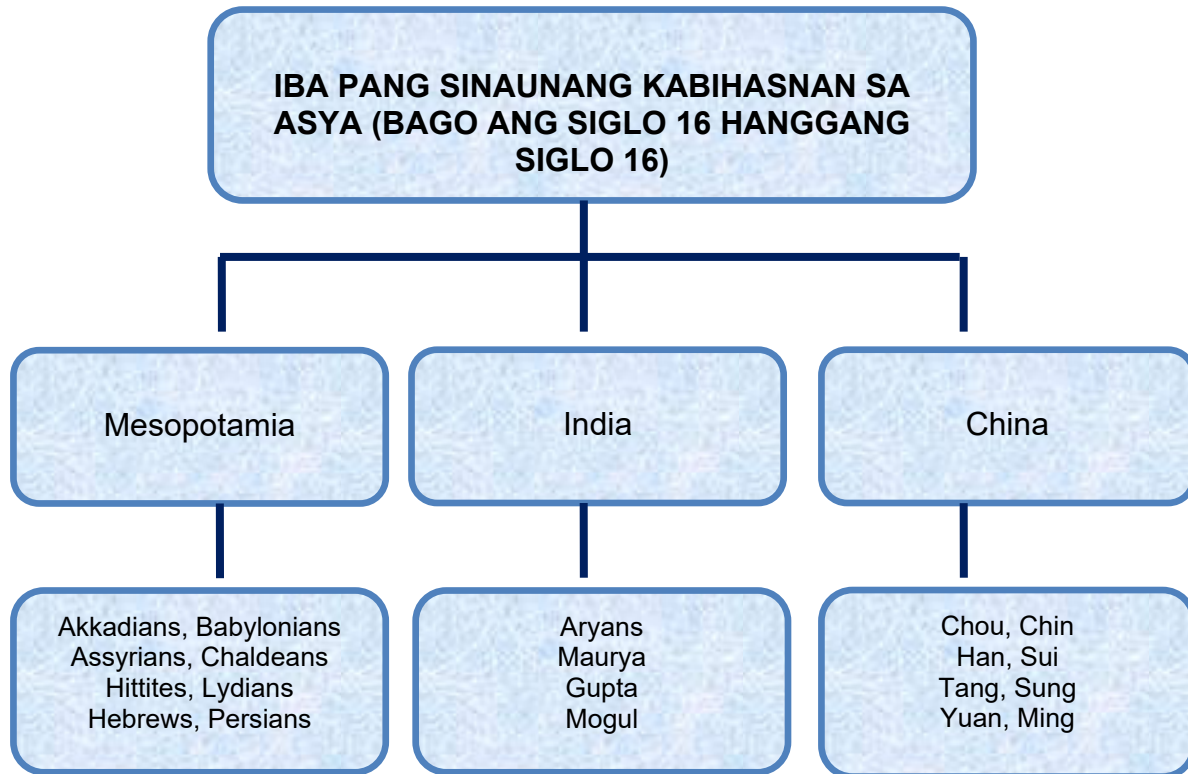 IBA PANG SINAUNANG KABIHASNAN SA
ASYA (BAGO ANG SIGLO 16 HANGGANG
SIGLO 16)
Mesopotamia
India
China
Akkadians, Babylonians
Assyrians, Chaldeans
Hittites, Lydians
Hebrews, Persians
Aryans
Maurya
Gupta
Mogul
Chou, Chin
Han, Sui
Tang, Sung
Yuan, Ming